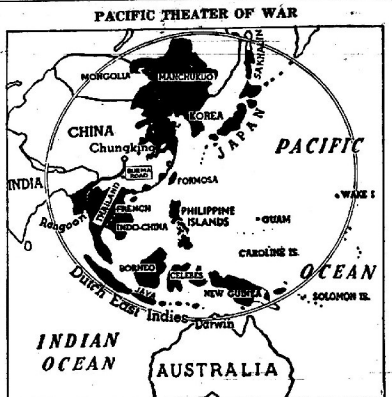 PACIFIC THEATER OF WAR
SAKHALIN
MONGOLIA
MANCHUKUO
KOREA
JAPAN
CHINA
Chungking
PACIFIC
BURMA ROAD
FORMOSA
INDIA
THAILAND
Rangoon
FRENCH
INDO-CHINA
PHILIPPINE
ISLANDS
WAKE I
GUAM
CAROLINE IS.
OCEAN
BORNEO
CELEBES
JAVA
NEW GUINEA
SOLOMON IS.
Dutch East Indies
Darwin
INDIAN
OCEAN
AUSTRALIA